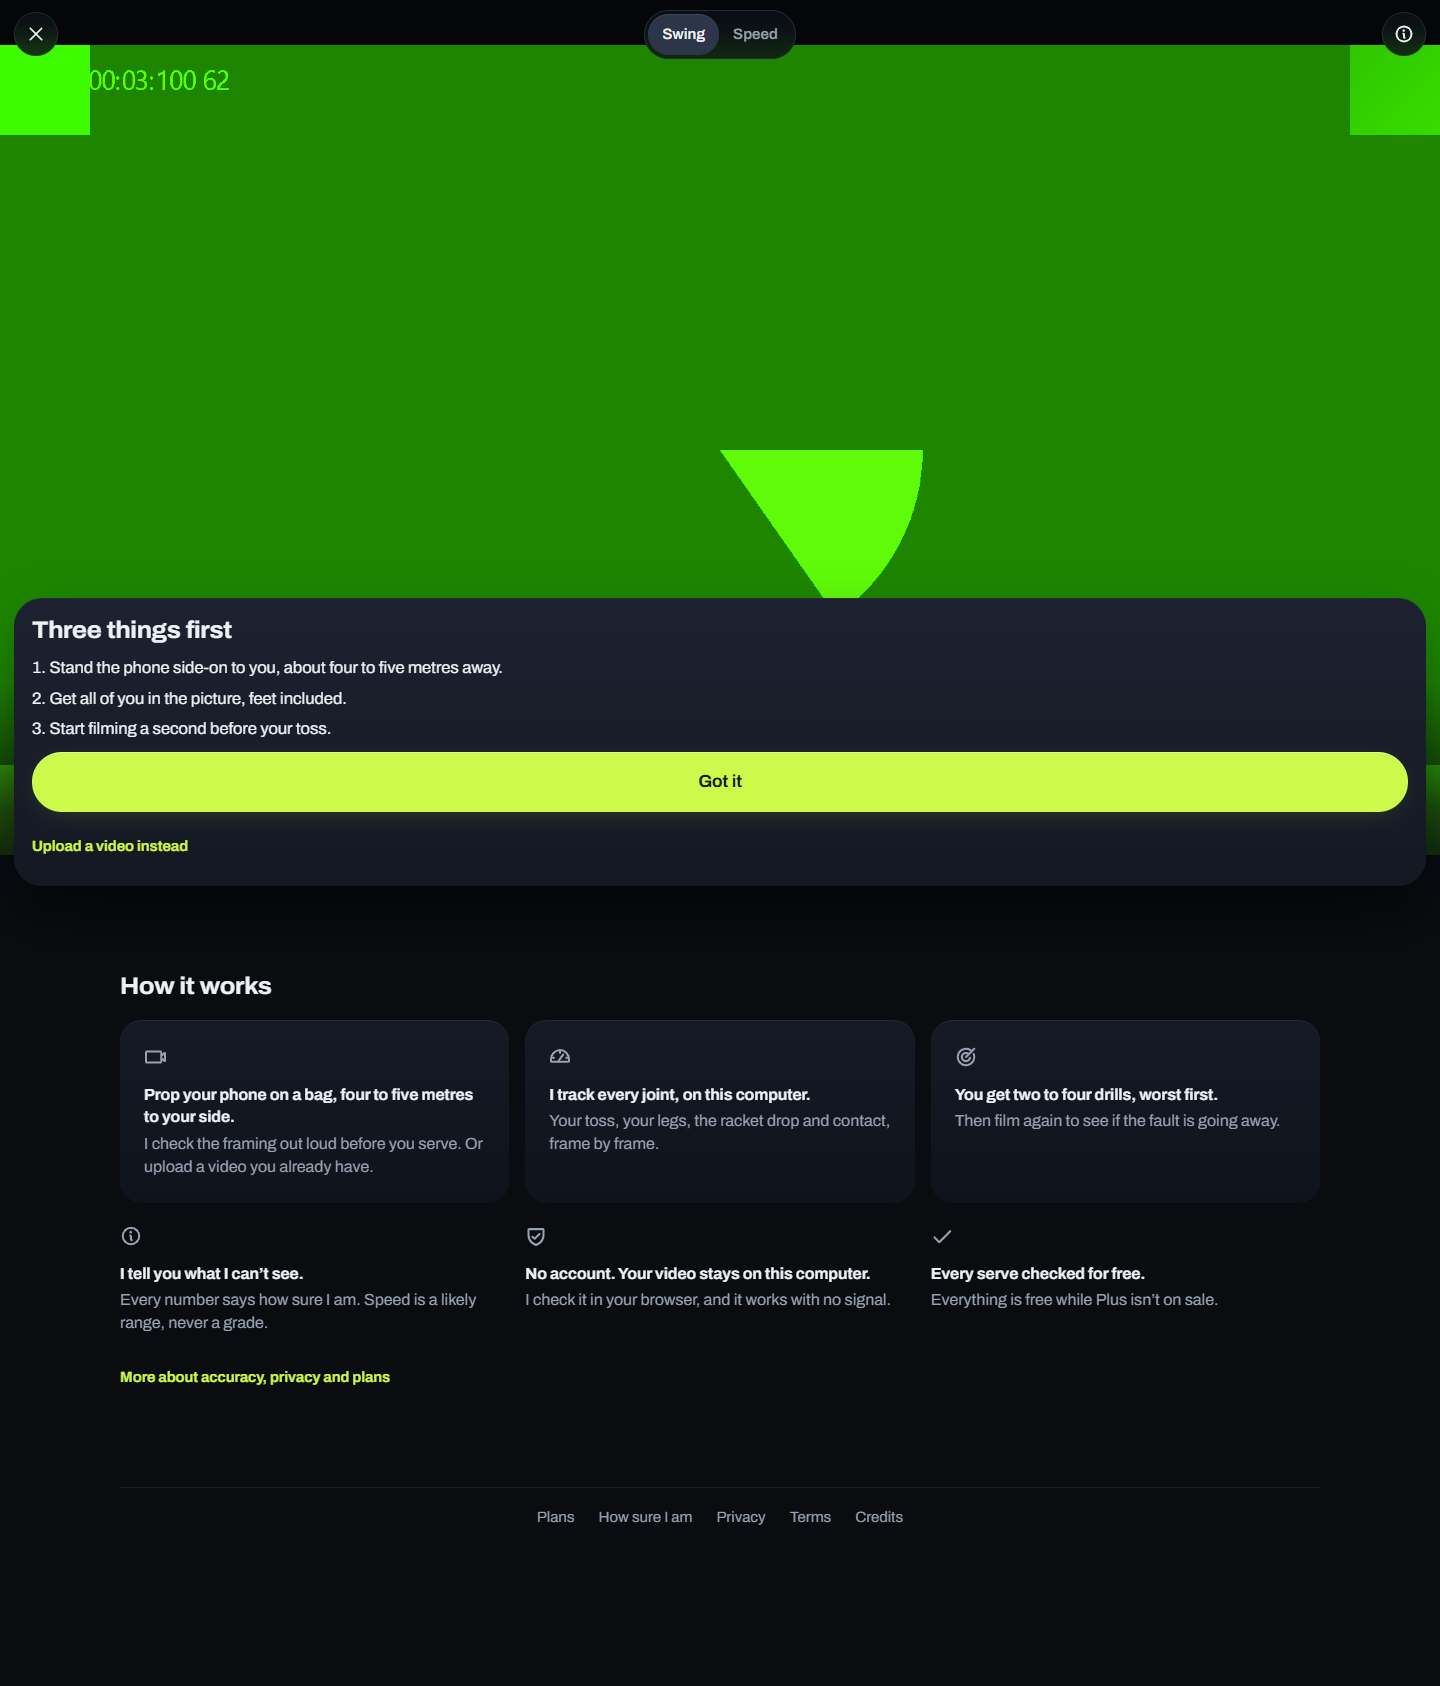 Swing
Speed
00:03:100 62
Three things first
1. Stand the phone side-on to you, about four to five metres away.
2. Get all of you in the picture, feet included.
3. Start filming a second before your toss.
Got it
Upload a video instead
How it works
Prop your phone on a bag, four to five metres
to your side.
I check the framing out loud before you serve. Or
upload a video you already have.
I track every joint, on this computer.
Your toss, your legs, the racket drop and contact,
frame by frame.
You get two to four drills, worst first.
Then film again to see if the fault is going away.
I tell you what I can’t see.
Every number says how sure I am. Speed is a likely
range, never a grade.
No account. Your video stays on this computer.
I check it in your browser, and it works with no signal.
Every serve checked for free.
Everything is free while Plus isn’t on sale.
More about accuracy, privacy and plans
Plans
How sure I am
Privacy
Terms
Credits